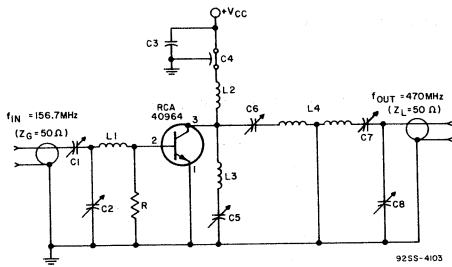 +VCC
C3
C4
L2
RCA
40964
fIN = 156.7MHz
(ZG = 50 Ω)
fOUT = 470MHz
(ZL = 50 Ω)
3
C6
L4
L1
2
C1
C7
1
L3
C2
R
C5
C8
92SS-4103